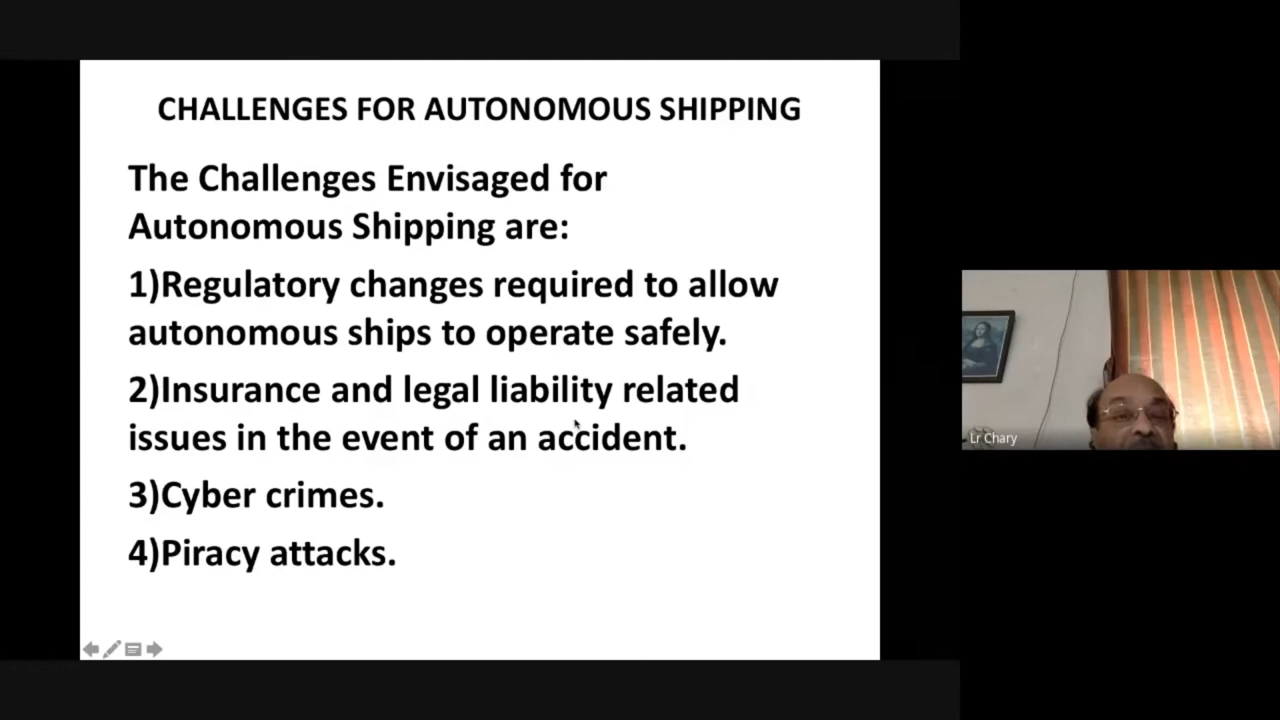 CHALLENGES FOR AUTONOMOUS SHIPPING
The Challenges Envisaged for
Autonomous Shipping are:
1)Regulatory changes required to allow
autonomous ships to operate safely.
2)Insurance and legal liability related
issues in the event of an accident.
3)Cyber crimes.
4)Piracy attacks.
Lr Chary